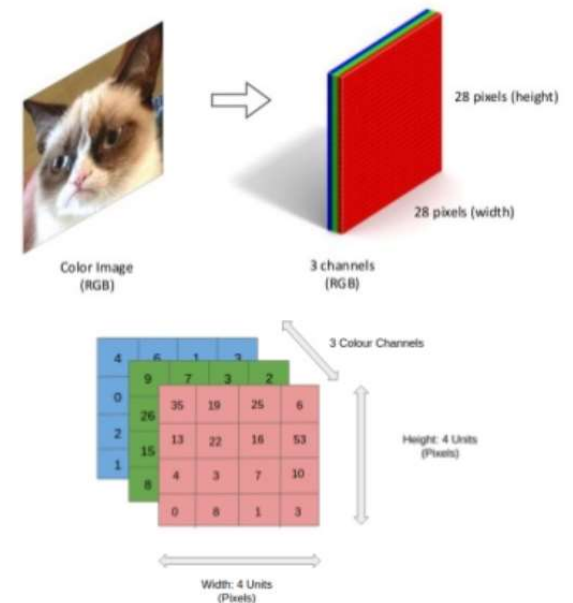 28 pixels (height)
28 pixels (width)
Color Image
(RGB)
3 channels
(RGB)
3 Colour Channels
4 6 1 3
9 7 3 2
0
35 19 25 6
26
2
13 22 16 53
15
1
4 3 7 10
8
0 8 1 3
Height: 4 Units
(Pixels)
Width: 4 Units
(Pixels)